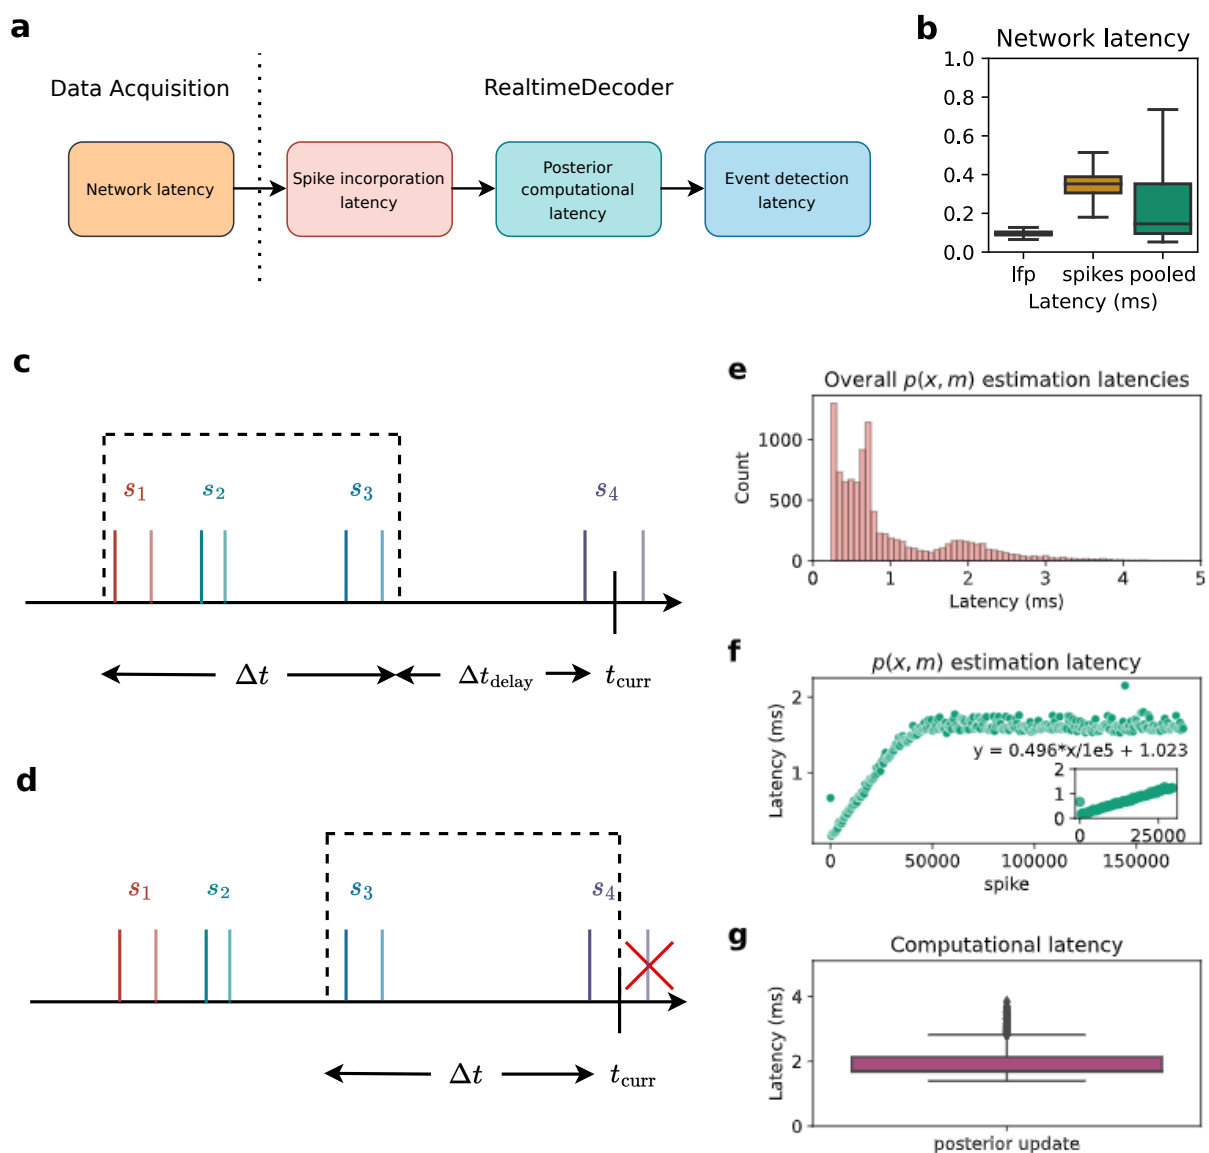 a
Data Acquisition
RealtimeDecoder
Network latency
Spike incorporation
latency
Posterior
computational
latency
Event detection
latency
b
Network latency
1.0
0.8
0.6
0.4
0.2
0.0
lfp spikes pooled
Latency (ms)
c
s1 s2 s3 s4
Δt Δtdelay tcurr
d
s1 s2 s3 s4
Δt tcurr
e
Overall p(x, m) estimation latencies
Count
1000
500
0
0 1 2 3 4 5
Latency (ms)
f
p(x, m) estimation latency
Latency (ms)
2
1
y = 0.496*x/1e5 + 1.023
2
1
0
0 25000
0 50000 100000 150000
spike
g
Computational latency
Latency (ms)
4
2
0
posterior update